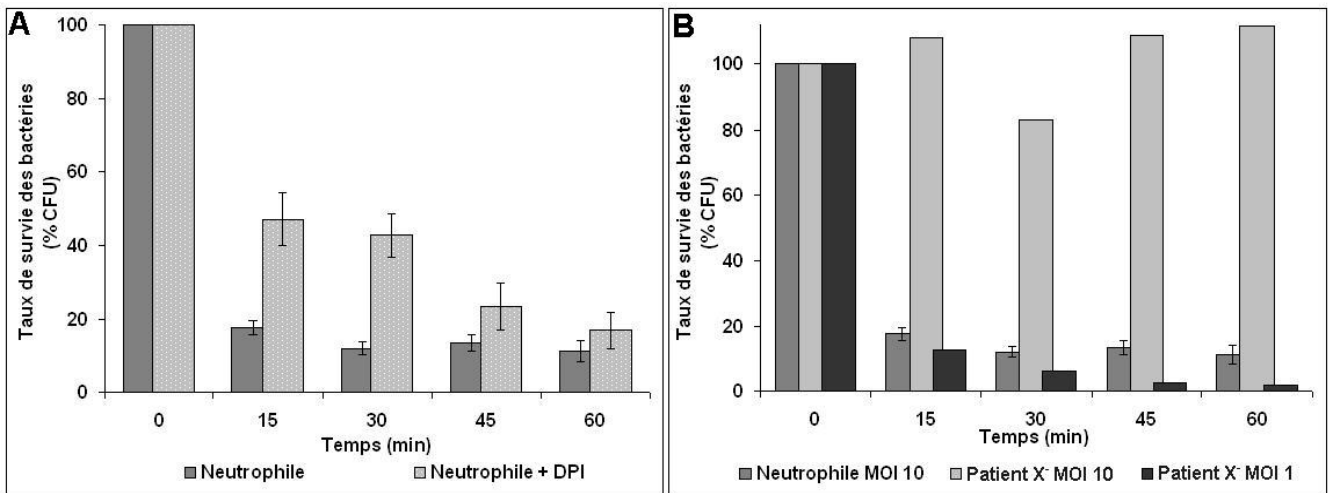 A
Taux de survie des bactéries
(% CFU)
100
80
60
40
20
0
0 15 30 45 60
Temps (min)
Neutrophile Neutrophile + DPI
B
Taux de survie des bactéries
(% CFU)
100
80
60
40
20
0
0 15 30 45 60
Temps (min)
Neutrophile MOI 10 Patient X⁻ MOI 10 Patient X⁻ MOI 1